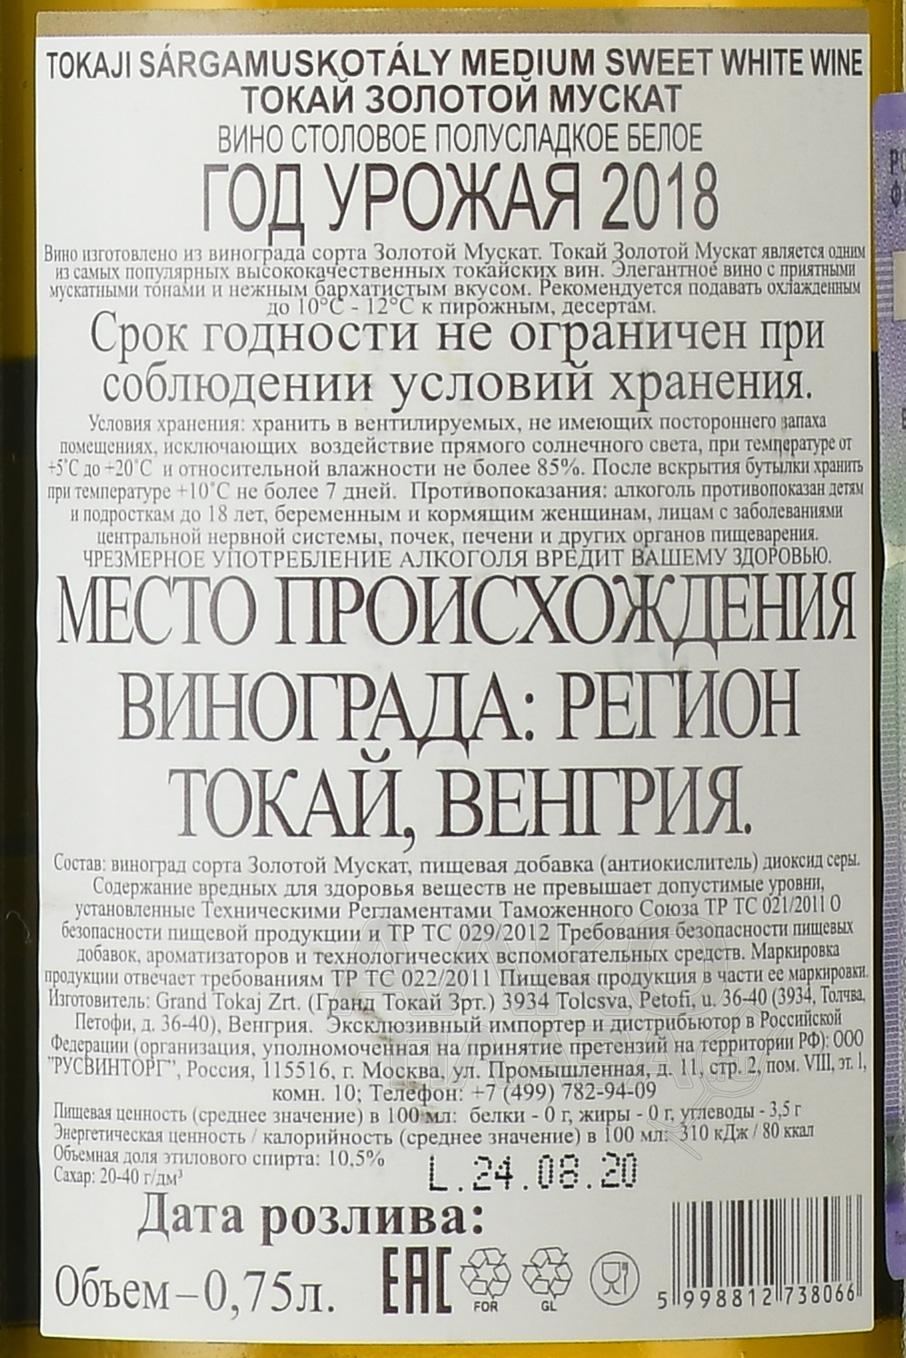 TOKAJI SÁRGAMUSKOTÁLY MEDIUM SWEET WHITE WINE
ТОКАЙ ЗОЛОТОЙ МУСКАТ
ВИНО СТОЛОВОЕ ПОЛУСЛАДКОЕ БЕЛОЕ
ГОД УРОЖАЯ 2018
Вино изготовлено из винограда сорта Золотой Мускат. Токай Золотой Мускат является одним
из самых популярных высококачественных токайских вин. Элегантное вино с приятными
мускатными тонами и нежным бархатистым вкусом. Рекомендуется подавать охлажденным
до 10°C - 12°C к пирожным, десертам.
Срок годности не ограничен при
соблюдении условий хранения.
Условия хранения: хранить в вентилируемых, не имеющих постороннего запаха
помещениях, исключающих воздействие прямого солнечного света, при температуре от
+5°C до +20°C и относительной влажности не более 85%. После вскрытия бутылки хранить
при температуре +10°C не более 7 дней. Противопоказания: алкоголь противопоказан детям
и подросткам до 18 лет, беременным и кормящим женщинам, лицам с заболеваниями
центральной нервной системы, почек, печени и других органов пищеварения.
ЧРЕЗМЕРНОЕ УПОТРЕБЛЕНИЕ АЛКОГОЛЯ ВРЕДИТ ВАШЕМУ ЗДОРОВЬЮ.
МЕСТО ПРОИСХОЖДЕНИЯ
ВИНОГРАДА: РЕГИОН
ТОКАЙ, ВЕНГРИЯ.
Состав: виноград сорта Золотой Мускат, пищевая добавка (антиокислитель) диоксид серы.
Содержание вредных для здоровья веществ не превышает допустимые уровни,
установленные Техническими Регламентами Таможенного Союза ТР ТС 021/2011 О
безопасности пищевой продукции и ТР ТС 029/2012 Требования безопасности пищевых
добавок, ароматизаторов и технологических вспомогательных средств. Маркировка
продукции отвечает требованиям ТР ТС 022/2011 Пищевая продукция в части ее маркировки.
Изготовитель: Grand Tokaj Zrt. (Гранд Токай Зрт.) 3934 Tolcsva, Petofi, u. 36-40 (3934, Толчва,
Петофи, д. 36-40), Венгрия. Эксклюзивный импортер и дистрибьютор в Российской
Федерации (организация, уполномоченная на принятие претензий на территории РФ): ООО
"РУСВИНТОРГ", Россия, 115516, г. Москва, ул. Промышленная, д. 11, стр. 2, пом. VIII, эт. 1,
комн. 10; Телефон: +7 (499) 782-94-09
Пищевая ценность (среднее значение) в 100 мл: белки - 0 г, жиры - 0 г, углеводы - 3,5 г
Энергетическая ценность / калорийность (среднее значение) в 100 мл: 310 кДж / 80 ккал
Объемная доля этилового спирта: 10,5%
Сахар: 20-40 г/дм³
L.24.08.20
Дата розлива:
Объем – 0,75л.
EAC
FOR
GL
5 998812 738066